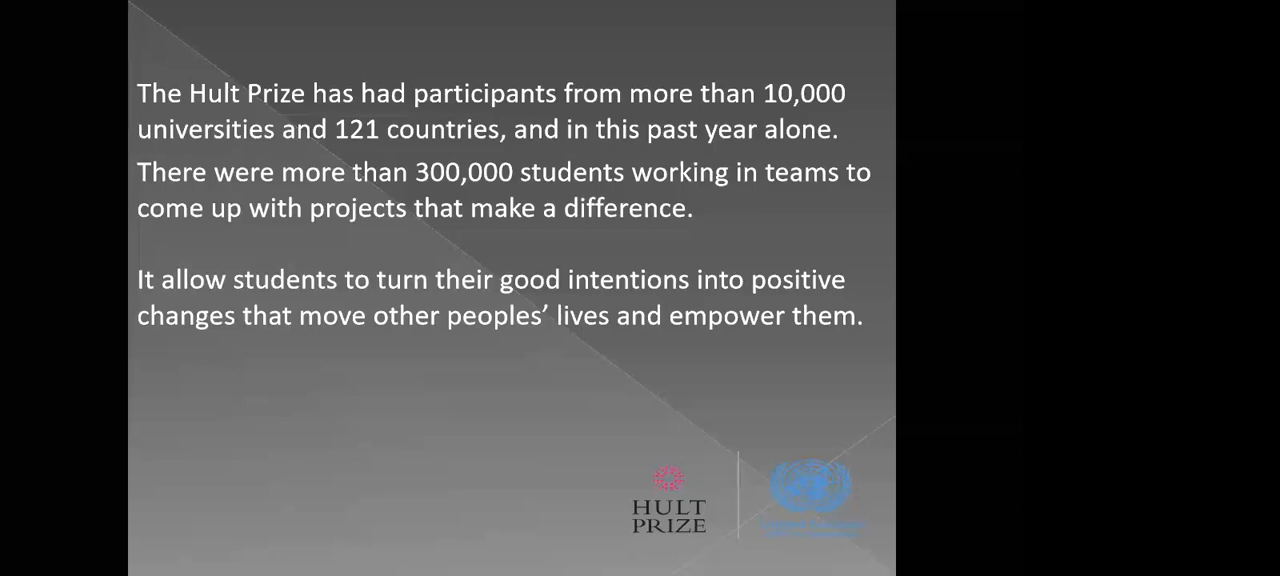 The Hult Prize has had participants from more than 10,000
universities and 121 countries, and in this past year alone.
There were more than 300,000 students working in teams to
come up with projects that make a difference.
It allow students to turn their good intentions into positive
changes that move other peoples’ lives and empower them.
HULT
PRIZE